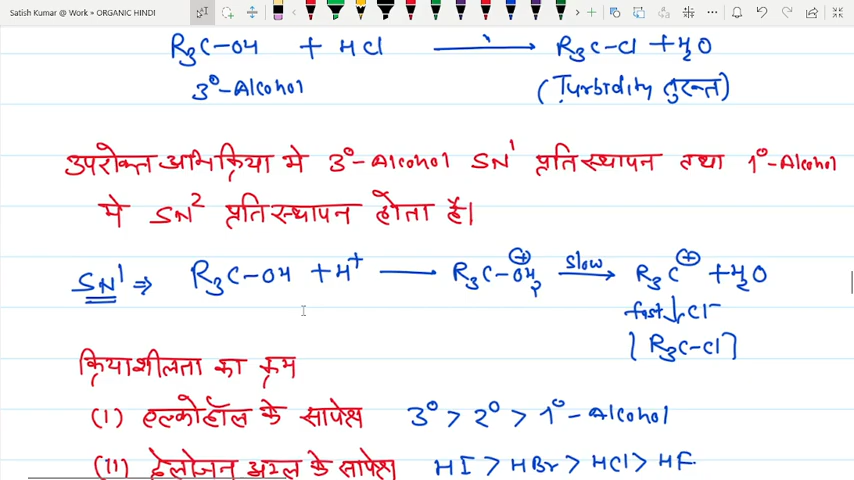 Satish Kumar @ Work » ORGANIC HINDI
R₃C-OH + HCl ⟶ R₃C-Cl + H₂O
3°-Alcohol (Turbidity तुरन्त)
उपरोक्त अभिक्रिया मे 3°-Alcohol SN¹ प्रतिस्थापन तथा 1°-Alcohol
मे SN² प्रतिस्थापन होता है।
SN¹ ⇒ R₃C-OH + H⁺ ⟶ R₃C-OH₂⊕ slow⟶ R₃C⊕ + H₂O
fast↓Cl⁻
[R₃C-Cl]
क्रियाशीलता का क्रम
(I) एल्कोहॉल के सापेक्ष 3° > 2° > 1°-Alcohol
(II) हेलोजन अम्ल के सापेक्ष HI > HBr > HCl > HF